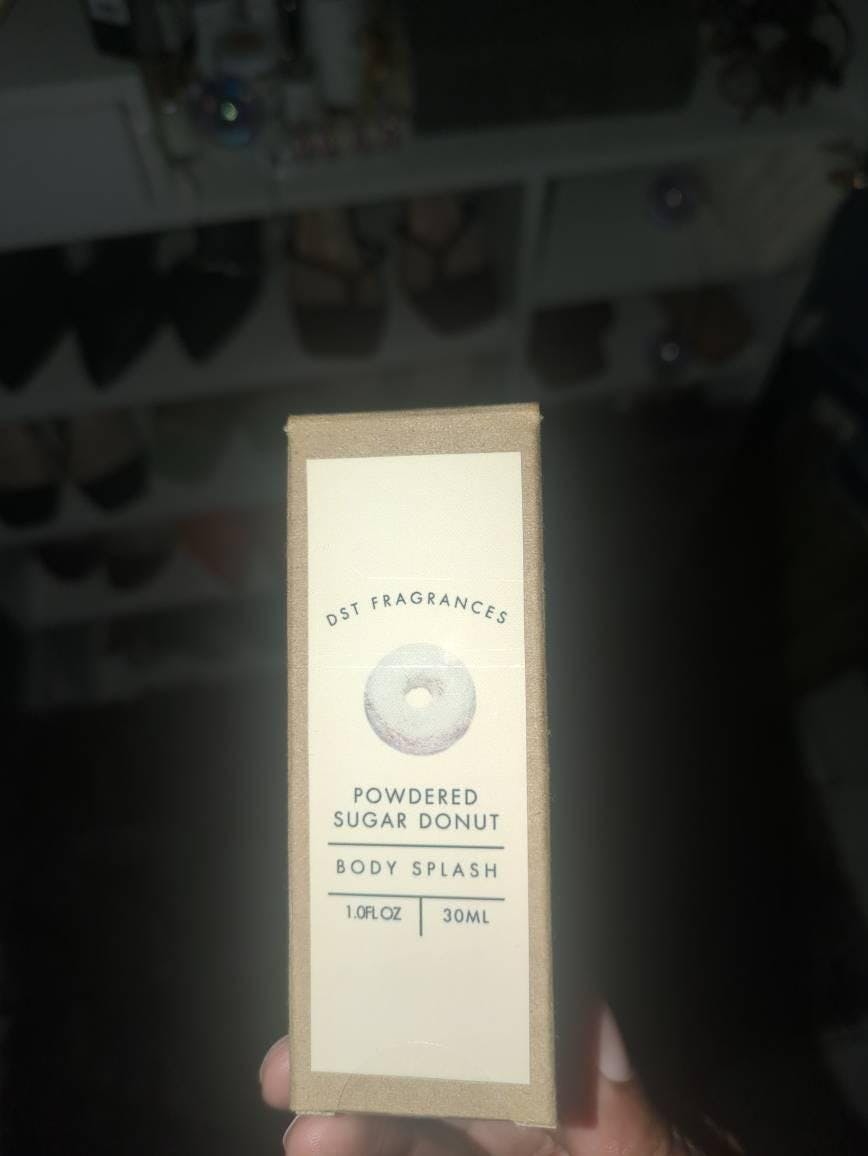 DST FRAGRANCES
POWDERED
SUGAR DONUT
BODY SPLASH
1.0FL OZ
30ML